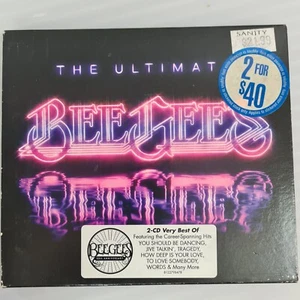 SANITY
2 FOR
$40
THE ULTIMAT
BEE GEES
2-CD Very Best Of
Featuring the Career-Spanning Hits
YOU SHOULD BE DANCING,
JIVE TALKIN', TRAGEDY,
HOW DEEP IS YOUR LOVE,
TO LOVE SOMEBODY,
WORDS & Many More
BEE GEES